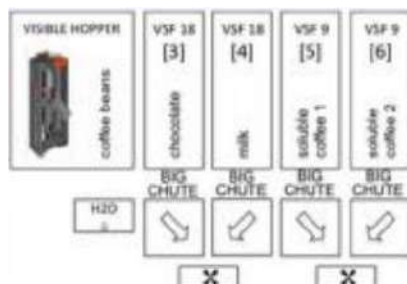 VISIBLE HOPPER
coffee beans
VSF 18
[3]
chocolate
VSF 18
[4]
milk
VSF 9
[5]
soluble
coffee 1
VSF 9
[6]
soluble
coffee 2
BIG
CHUTE
BIG
CHUTE
BIG
CHUTE
BIG
CHUTE
H2O
X
X